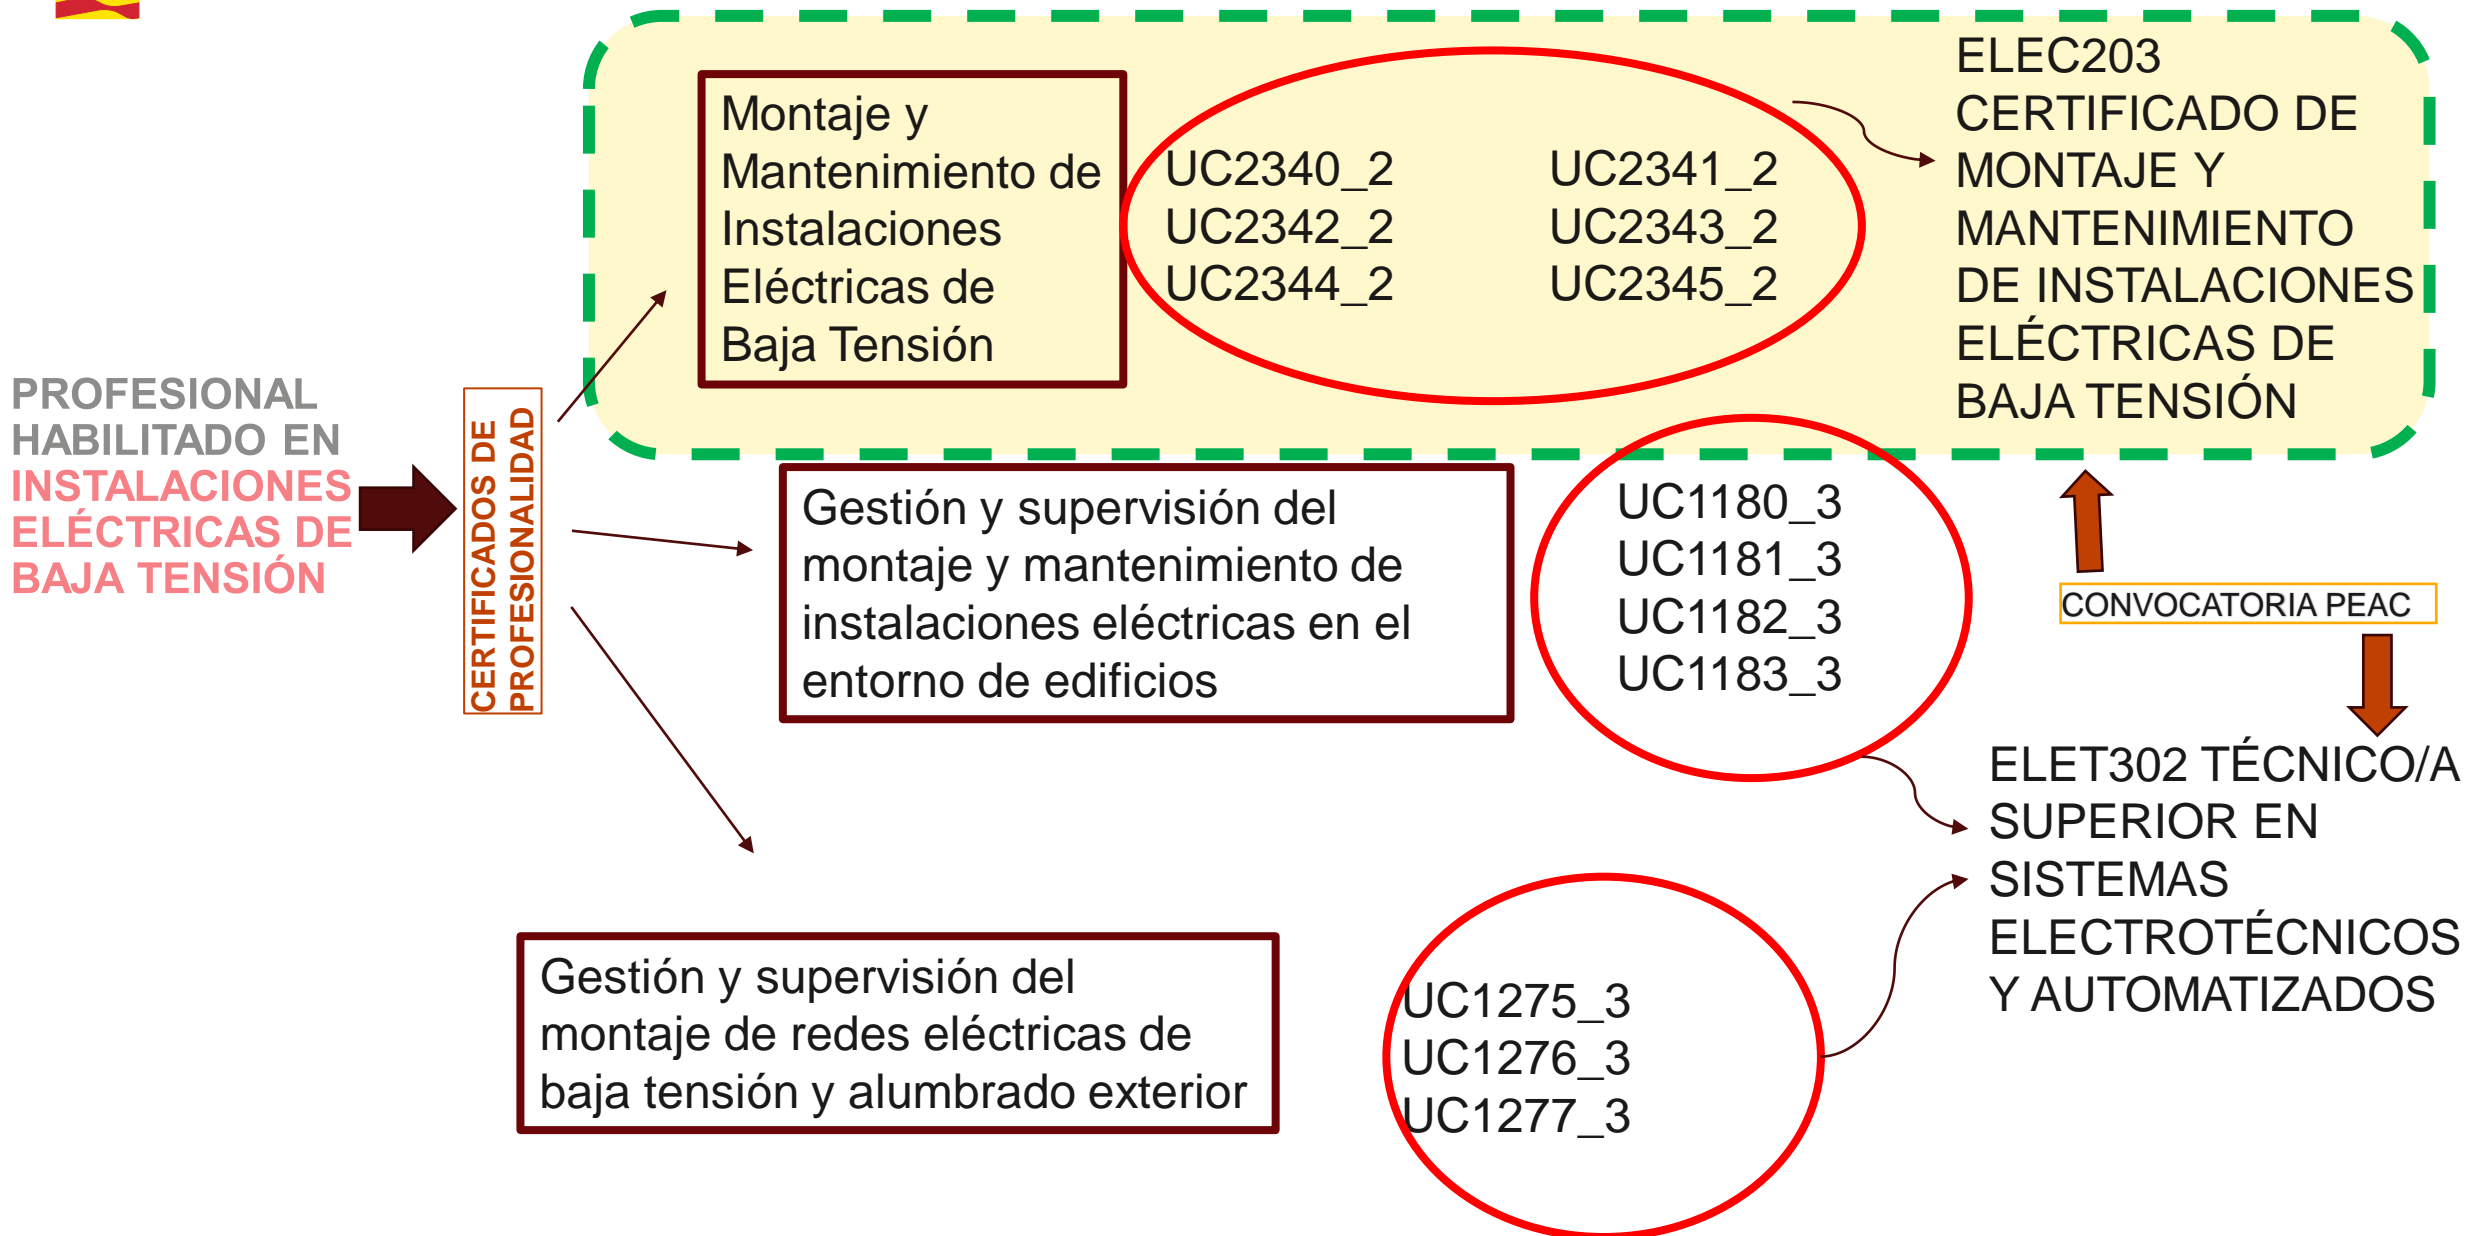 PROFESIONAL
HABILITADO EN
INSTALACIONES
ELÉCTRICAS DE
BAJA TENSIÓN
CERTIFICADOS DE
PROFESIONALIDAD
Montaje y
Mantenimiento de
Instalaciones
Eléctricas de
Baja Tensión
UC2340_2 UC2341_2
UC2342_2 UC2343_2
UC2344_2 UC2345_2
ELEC203
CERTIFICADO DE
MONTAJE Y
MANTENIMIENTO
DE INSTALACIONES
ELÉCTRICAS DE
BAJA TENSIÓN
Gestión y supervisión del
montaje y mantenimiento de
instalaciones eléctricas en el
entorno de edificios
UC1180_3
UC1181_3
UC1182_3
UC1183_3
CONVOCATORIA PEAC
ELET302 TÉCNICO/A
SUPERIOR EN
SISTEMAS
ELECTROTÉCNICOS
Y AUTOMATIZADOS
Gestión y supervisión del
montaje de redes eléctricas de
baja tensión y alumbrado exterior
UC1275_3
UC1276_3
UC1277_3